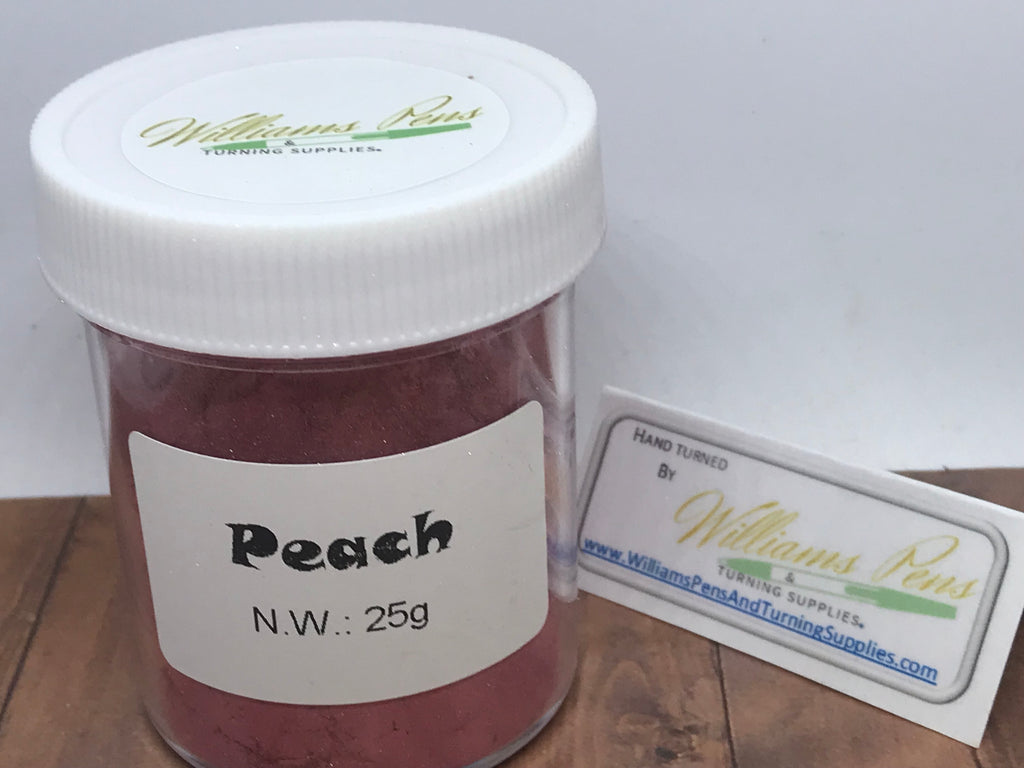 Williams Pens
&
TURNING SUPPLIES.
Peach
N.W.: 25g
HAND TURNED
BY
Williams Pens
&
TURNING SUPPLIES.
www.WilliamsPensAndTurningSupplies.com